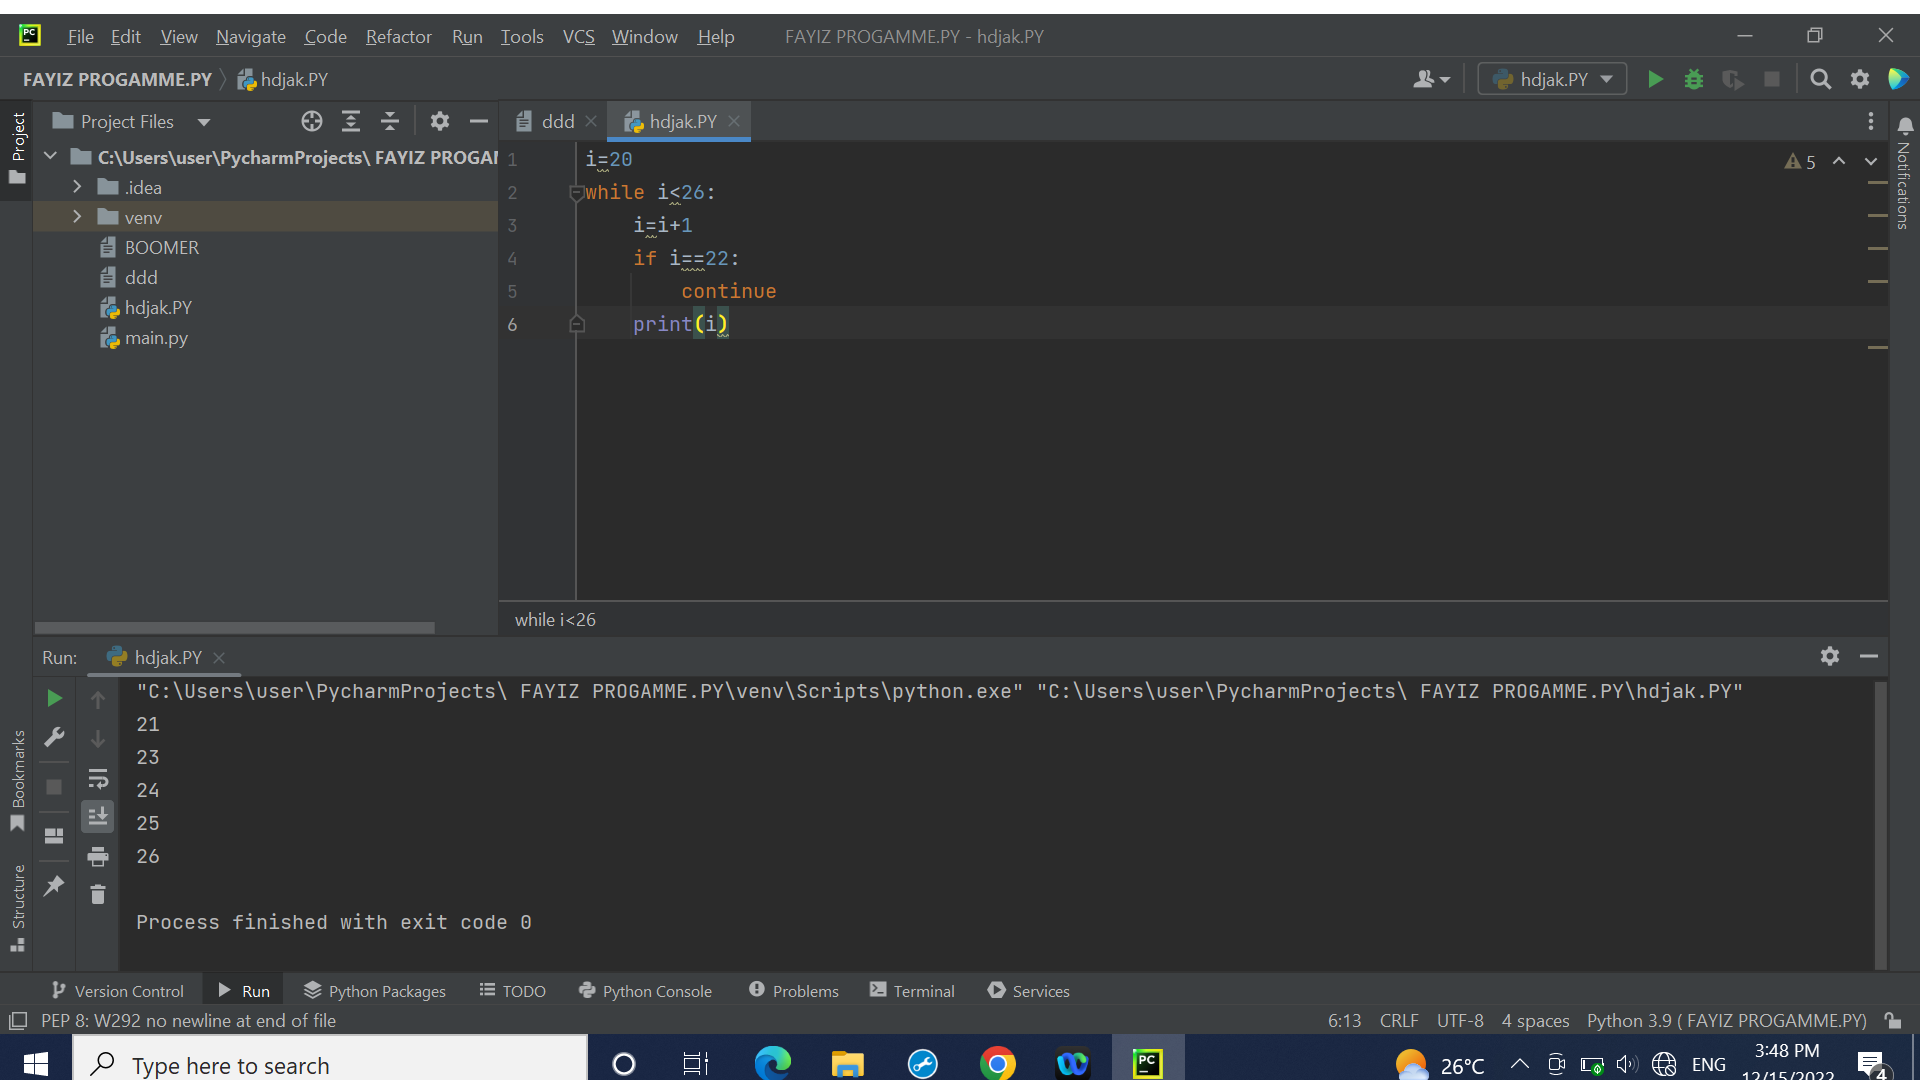 PC
File Edit View Navigate Code Refactor Run Tools VCS Window Help FAYIZ PROGAMME.PY - hdjak.PY
FAYIZ PROGAMME.PY hdjak.PY hdjak.PY
Project
Project Files
ddd hdjak.PY
Notifications
C:\Users\user\PycharmProjects\ FAYIZ PROGAM
.idea
venv
BOOMER
ddd
hdjak.PY
main.py
5
1 i=20
2 while i<26:
3     i=i+1
4     if i==22:
5         continue
6     print(i)
while i<26
Run: hdjak.PY
"C:\Users\user\PycharmProjects\ FAYIZ PROGAMME.PY\venv\Scripts\python.exe" "C:\Users\user\PycharmProjects\ FAYIZ PROGAMME.PY\hdjak.PY"
21
23
24
25
26
Process finished with exit code 0
Bookmarks
Structure
Version Control Run Python Packages TODO Python Console Problems Terminal Services
PEP 8: W292 no newline at end of file 6:13 CRLF UTF-8 4 spaces Python 3.9 ( FAYIZ PROGAMME.PY)
Type here to search PC 26°C ENG 3:48 PM
12/15/2022 4